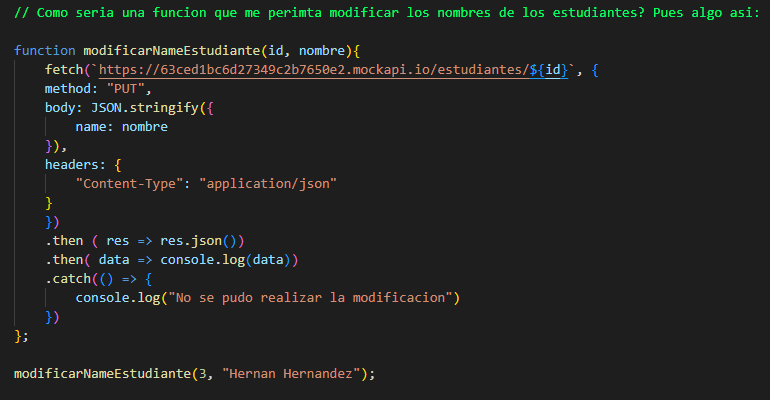 // Como seria una funcion que me perimta modificar los nombres de los estudiantes? Pues algo asi:
function modificarNameEstudiante(id, nombre){
fetch(`https://63ced1bc6d27349c2b7650e2.mockapi.io/estudiantes/${id}`, {
method: "PUT",
body: JSON.stringify({
name: nombre
}),
headers: {
"Content-Type": "application/json"
}
})
.then ( res => res.json())
.then( data => console.log(data))
.catch(() => {
console.log("No se pudo realizar la modificacion")
})
};
modificarNameEstudiante(3, "Hernan Hernandez");